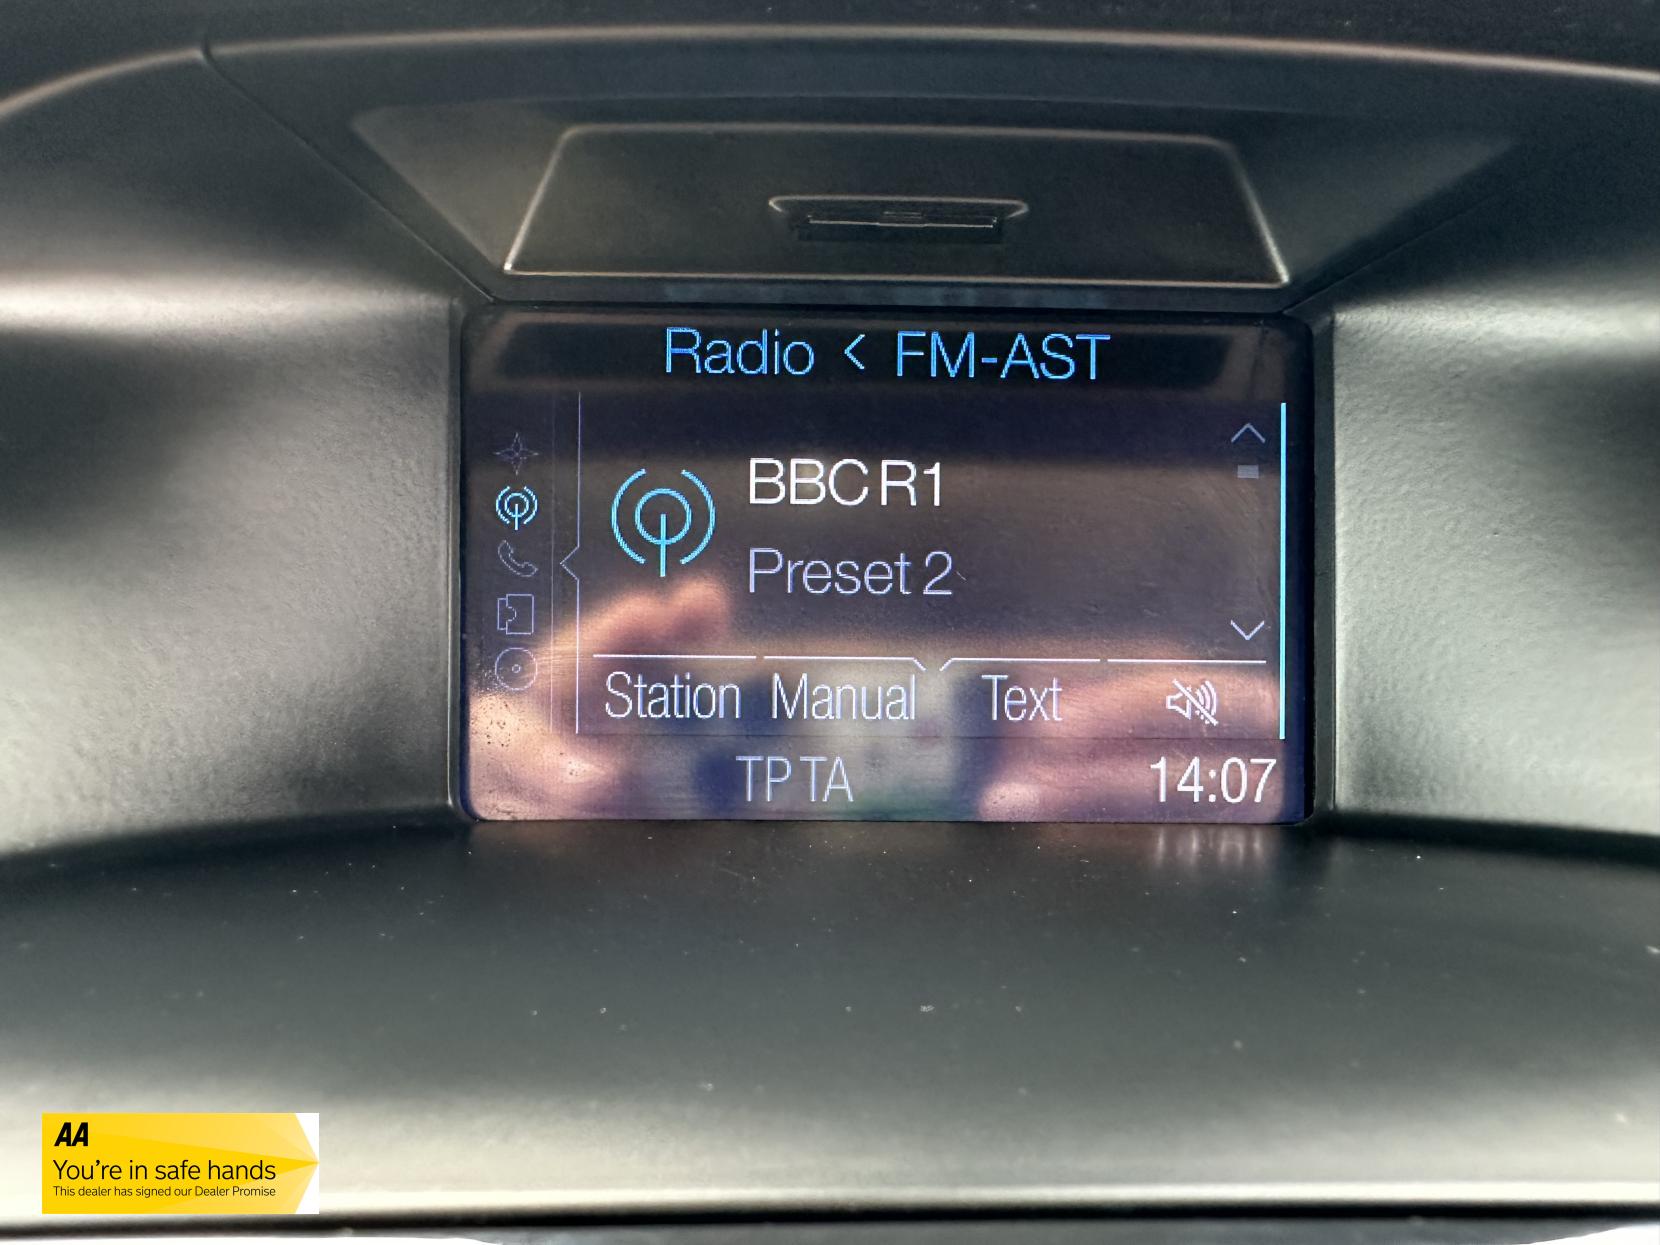 Radio < FM-AST
BBC R1
Preset 2
Station Manual Text
TP TA 14:07
AA
You're in safe hands
This dealer has signed our Dealer Promise